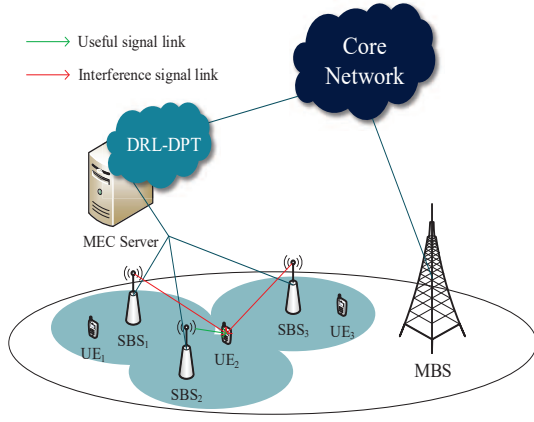 Useful signal link
Interference signal link
Core
Network
DRL-DPT
MEC Server
SBS₁
SBS₃
UE₁
UE₂
UE₃
SBS₂
MBS